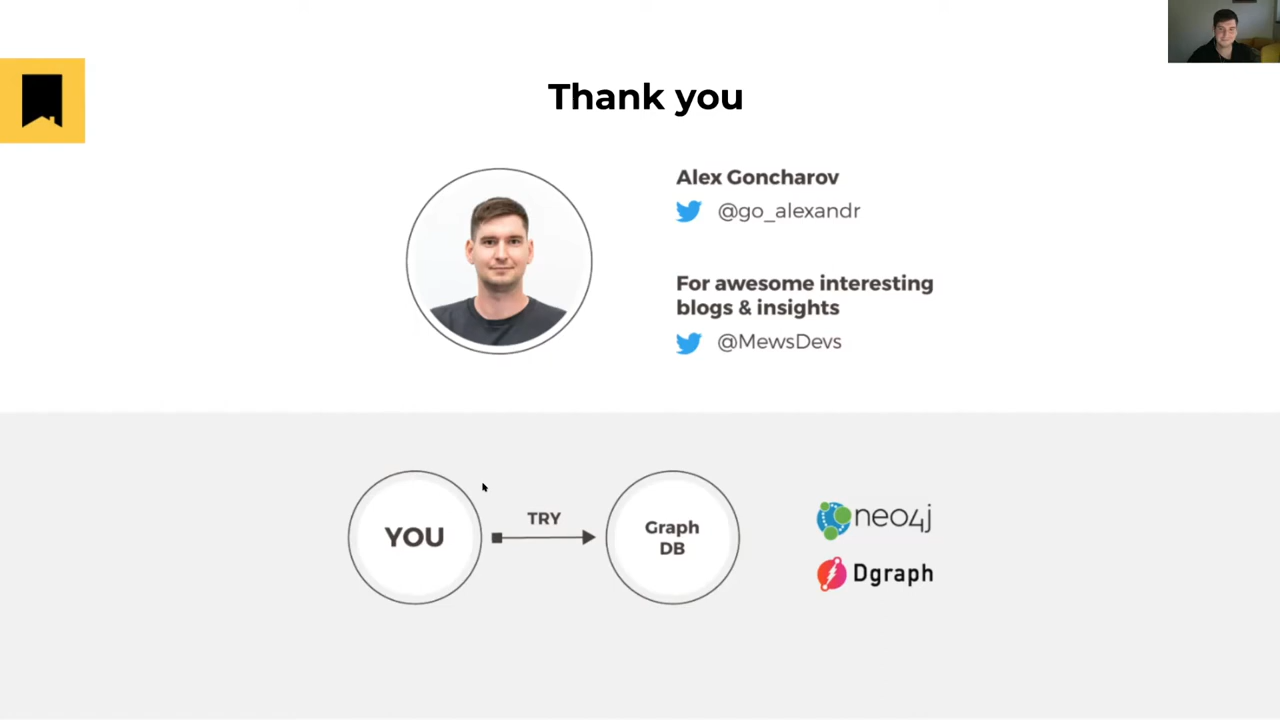 Thank you
Alex Goncharov
@go_alexandr
For awesome interesting
blogs & insights
@MewsDevs
YOU
TRY
Graph
DB
neo4j
Dgraph